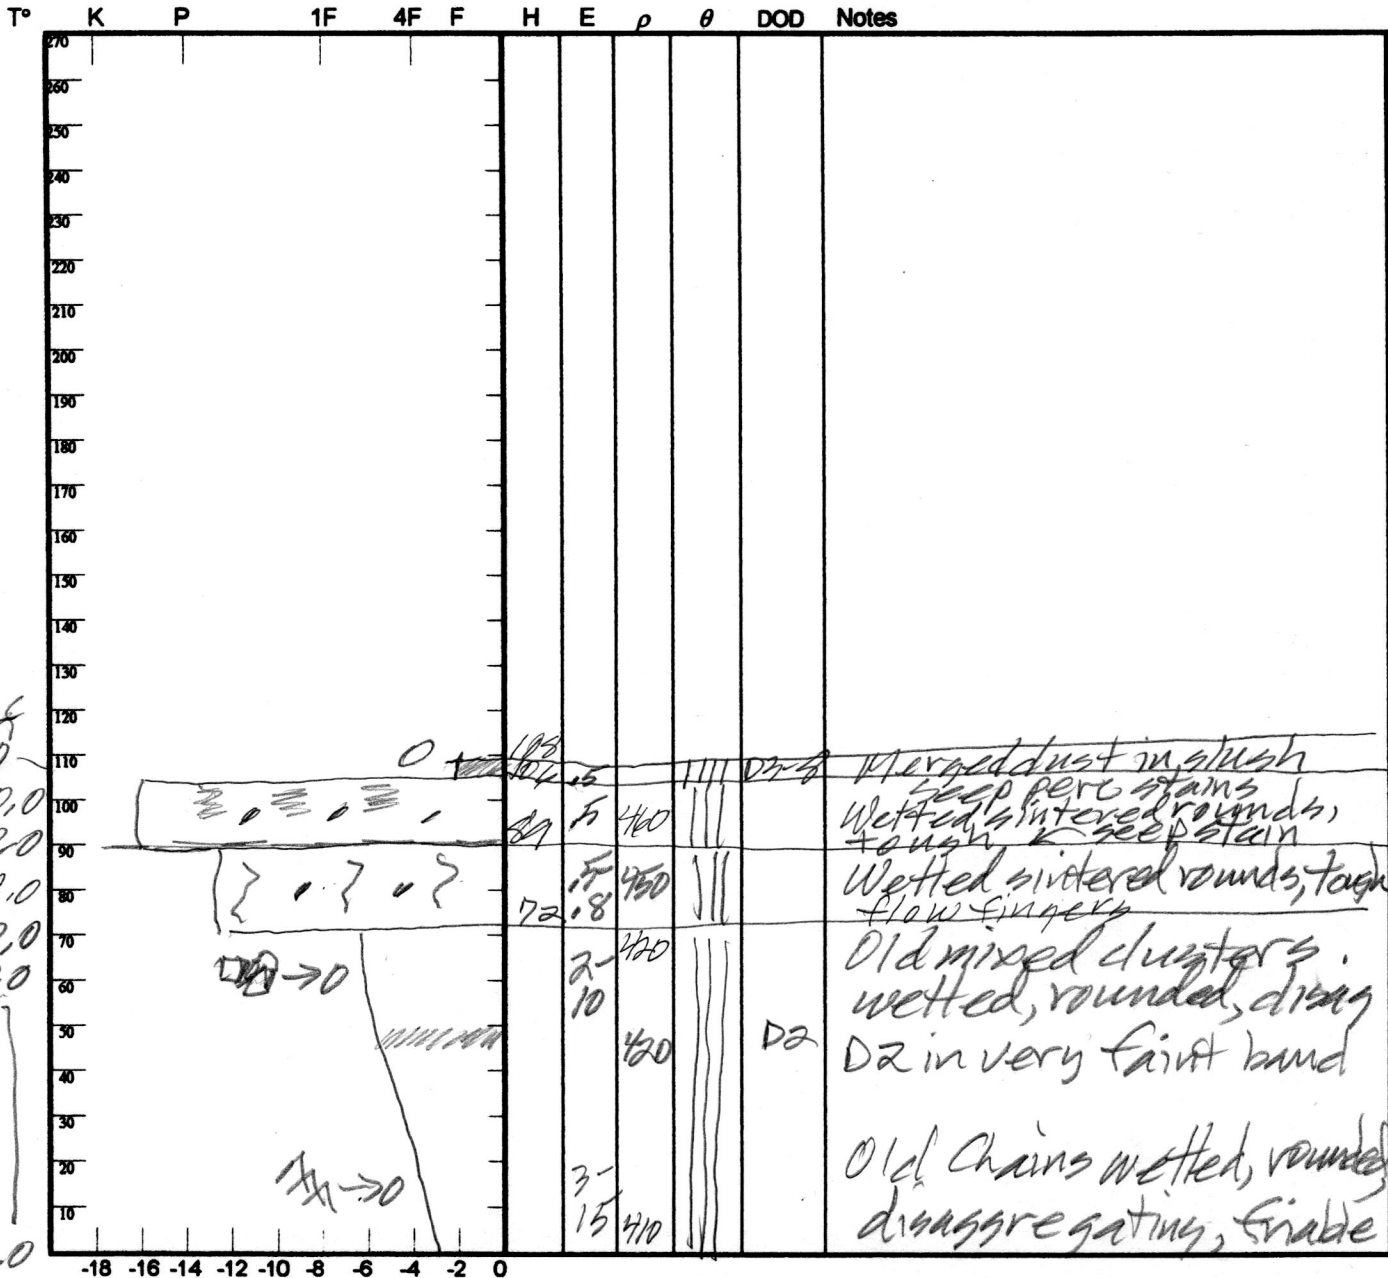 T° K P 1F 4F F H E ρ θ DOD Notes
270
260
250
240
230
220
210
200
190
180
170
160
150
140
130
120
110 O 108 Merged dust in slush
106 .5 D3-8 seep perc stains
100 .5 460 Wetted sintered rounds,
89 tough ← seep stain
90
80 .5- 450 Wetted sintered rounds, tough
72 .8 flow fingers
70 420 Old mixed clusters.
60 →O 2-10 wetted, rounded, disag
50 420 D2 D2 in very faint band
40
30
20 →O 3- Old Chains wetted, rounded,
10 15 410 disaggregating, friable
-18 -16 -14 -12 -10 -8 -6 -4 -2 0